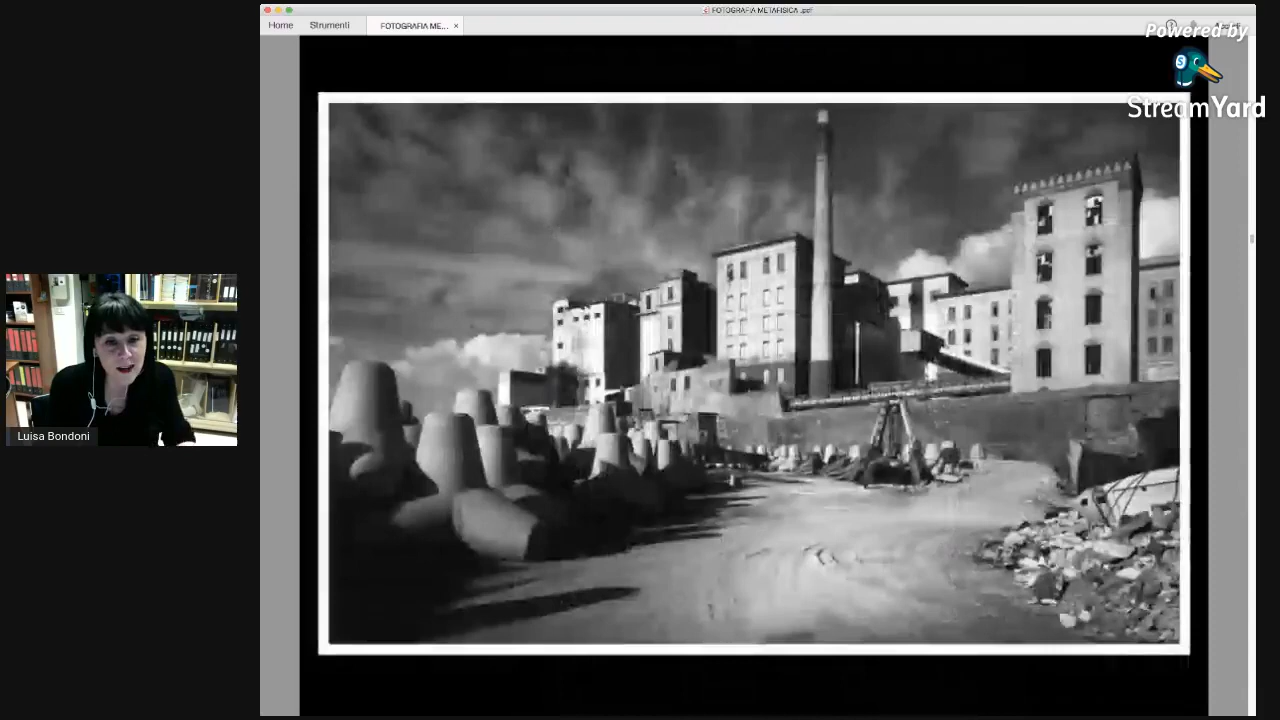 FOTOGRAFIA METAFISICA .pdf
Home
Strumenti
FOTOGRAFIA ME... ×
Powered by
S
StreamYard
Luisa Bondoni